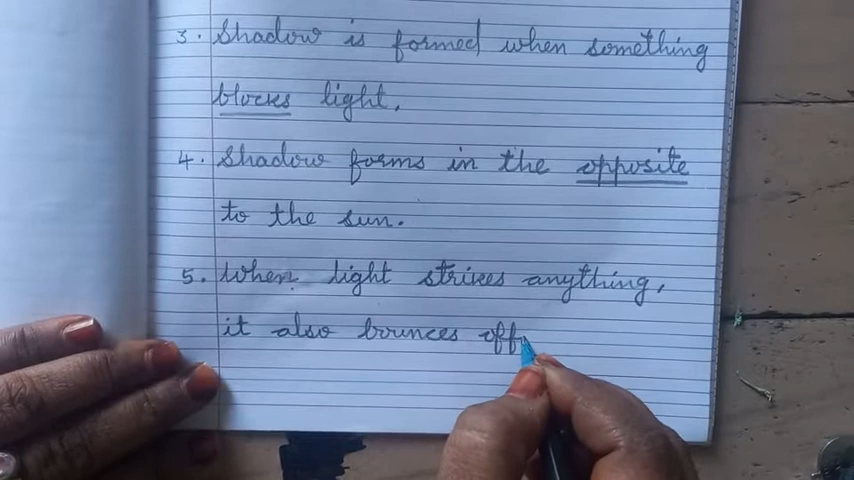 3. Shadow is formed when something
blocks light.
4. Shadow forms in the opposite
to the sun.
5. When light strikes anything,
it also bounces off